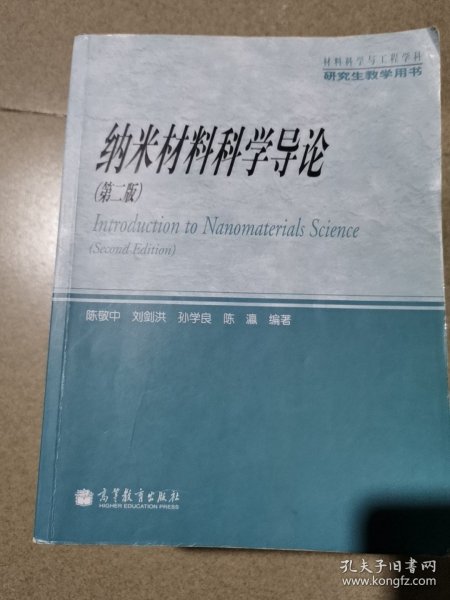 材料科学与工程学科
研究生教学用书
纳米材料科学导论
(第二版)
Introduction to Nanomaterials Science
(Second Edition)
陈敬中 刘剑洪 孙学良 陈 瀛 编著
高等教育出版社
HIGHER EDUCATION PRESS
孔夫子旧书网
www.kongfz.com